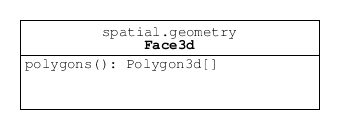 spatial.geometry
Face3d
polygons(): Polygon3d[]